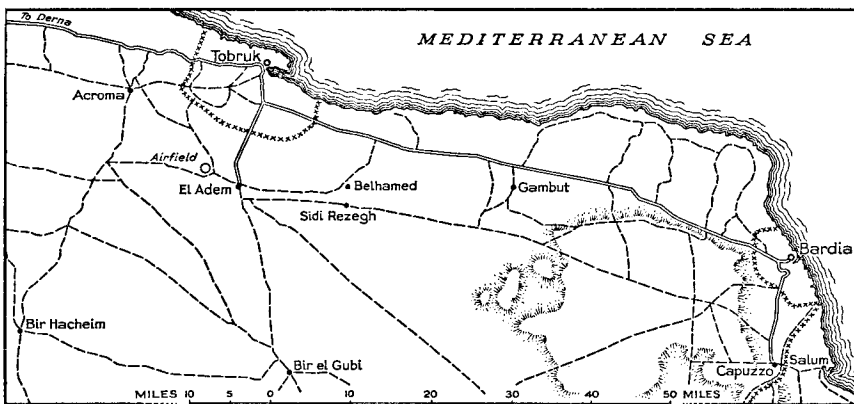 To Derna
MEDITERRANEAN SEA
Tobruk
Acroma
Airfield
El Adem
Belhamed
Gambut
Sidi Rezegh
Bardia
Bir Hacheim
Bir el Gubi
Capuzzo
Salum
MILES 10 5 0 10 20 30 40 50 MILES